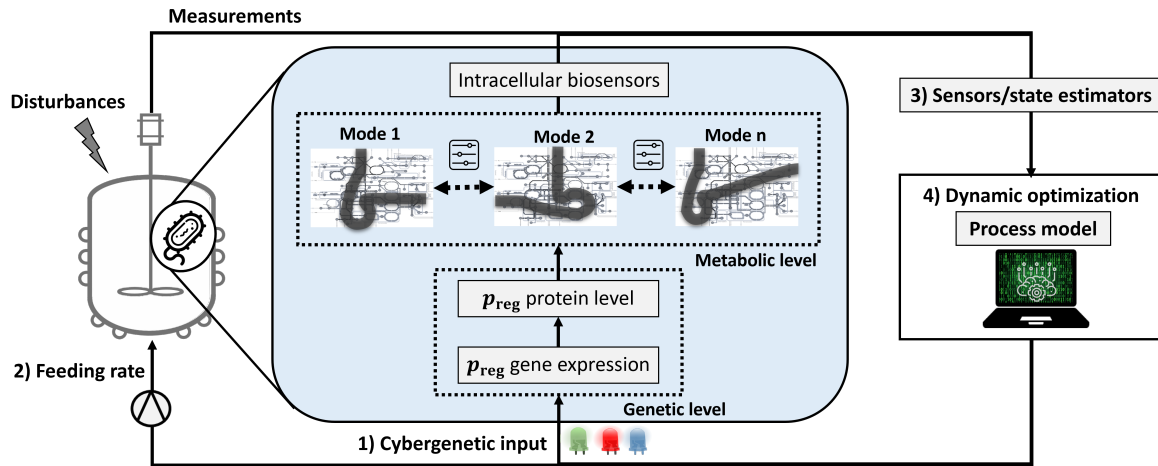 Measurements
Disturbances
Intracellular biosensors
3) Sensors/state estimators
Mode 1
Mode 2
Mode n
4) Dynamic optimization
Process model
Metabolic level
p_reg protein level
p_reg gene expression
2) Feeding rate
Genetic level
1) Cybergenetic input